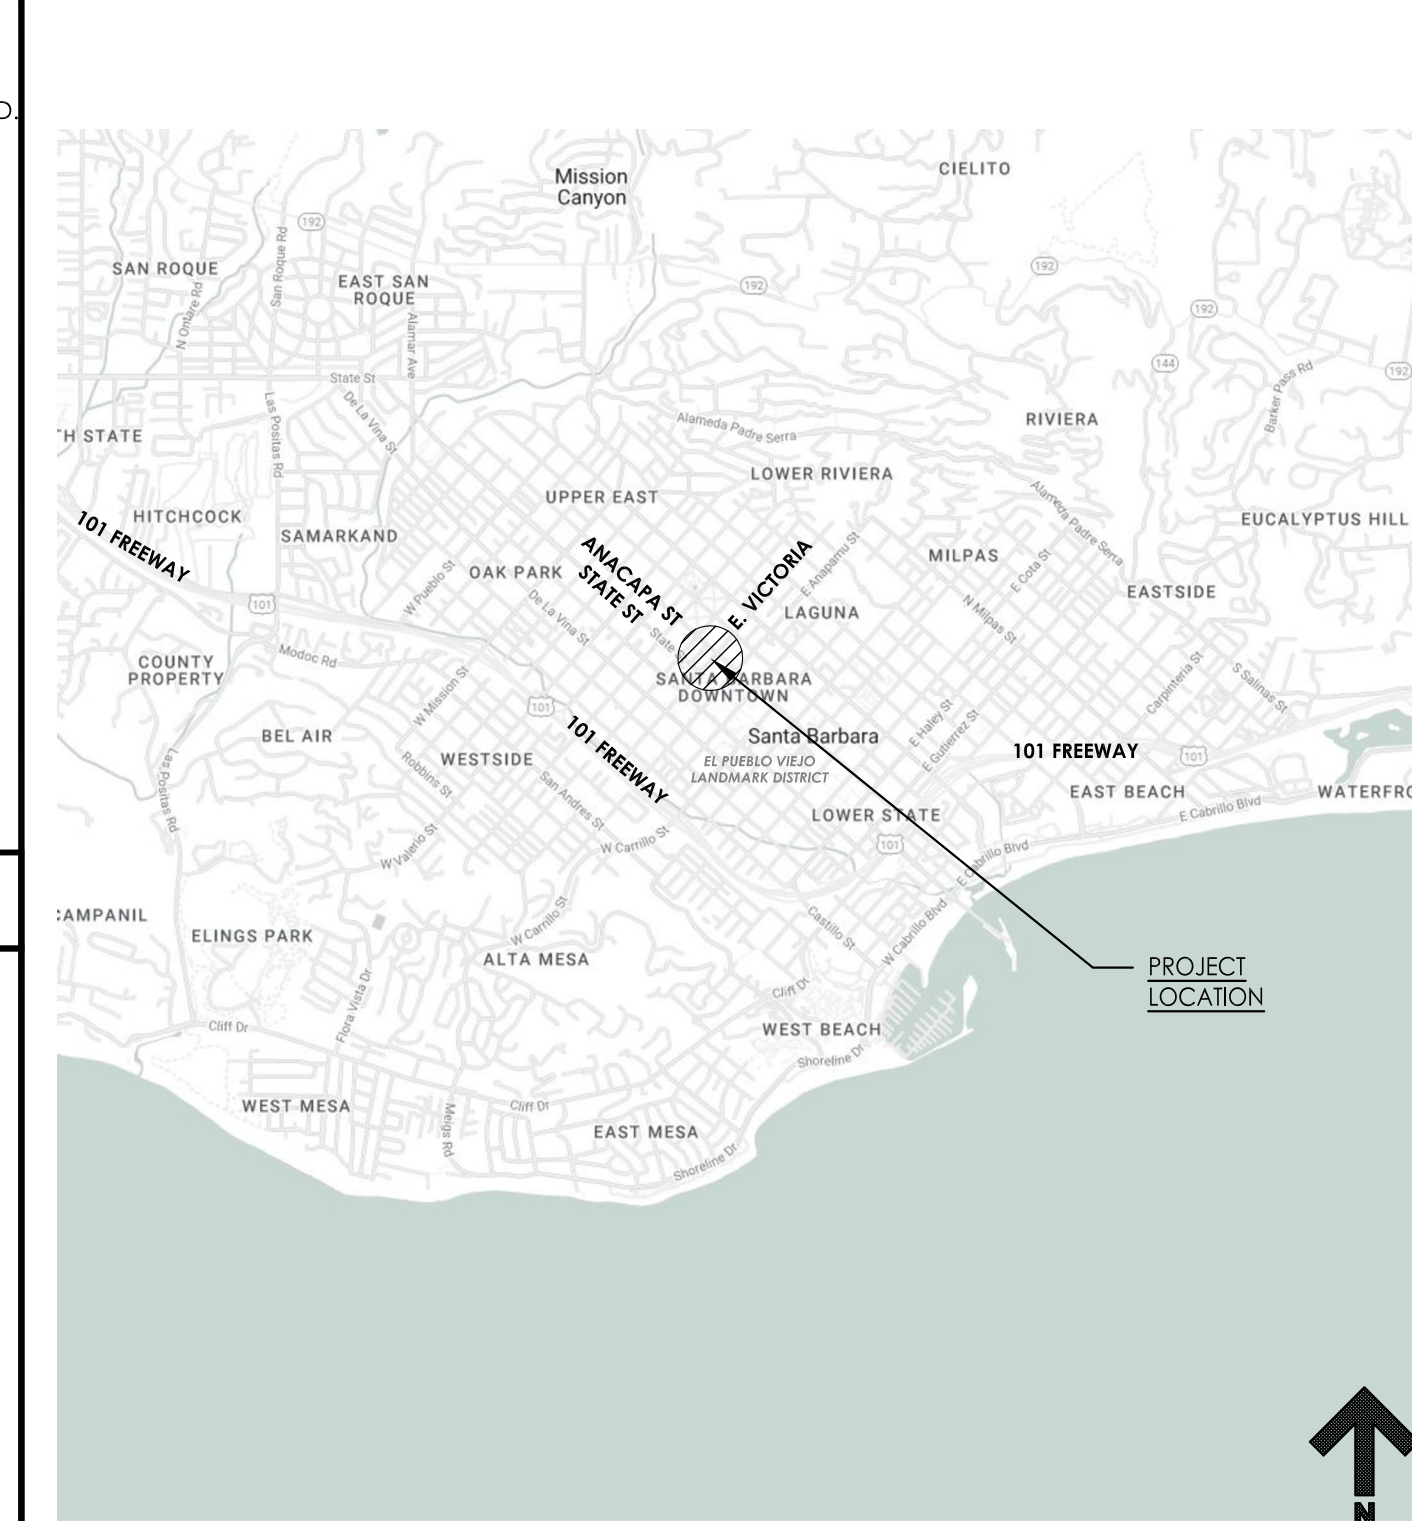 O.
Mission
Canyon
CIELITO
192
SAN ROQUE
San Roque Rd
N Ontare Rd
EAST SAN
ROQUE
192
192
192
Alamar Ave
144
192
Barker Pass Rd
State St
De La Vina St
Las Positas Rd
TH STATE
Alameda Padre Serra
RIVIERA
LOWER RIVIERA
UPPER EAST
Alameda Padre Serra
EUCALYPTUS HILL
HITCHCOCK
101 FREEWAY
SAMARKAND
ANACAPA ST
STATE ST
E. VICTORIA
E Anapamu St
MILPAS
E Cota St
OAK PARK
W Pueblo St
De La Vina St
State S
LAGUNA
N Milpas St
EASTSIDE
101
Modoc Rd
COUNTY
PROPERTY
W Mission St
SANTA BARBARA
DOWNTOWN
Carpinteria St
S Salinas St
101
101 FREEWAY
E Haley St
E Gutierrez St
Santa Barbara
EL PUEBLO VIEJO
LANDMARK DISTRICT
101 FREEWAY
101
BEL AIR
WESTSIDE
Las Positas Rd
Robbins St
San Andres St
EAST BEACH
WATERFRO
E Cabrillo Blvd
LOWER STATE
101
W Valerio St
W Carrillo St
E Cabrillo Blvd
CAMPANIL
ELINGS PARK
W Carrillo St
Castillo St
W Cabrillo Blvd
ALTA MESA
PROJECT
LOCATION
Flora Vista Dr
Cliff Dr
Cliff Dr
WEST BEACH
Shoreline Dr
WEST MESA
Meigs Rd
Cliff Dr
EAST MESA
Shoreline Dr
N